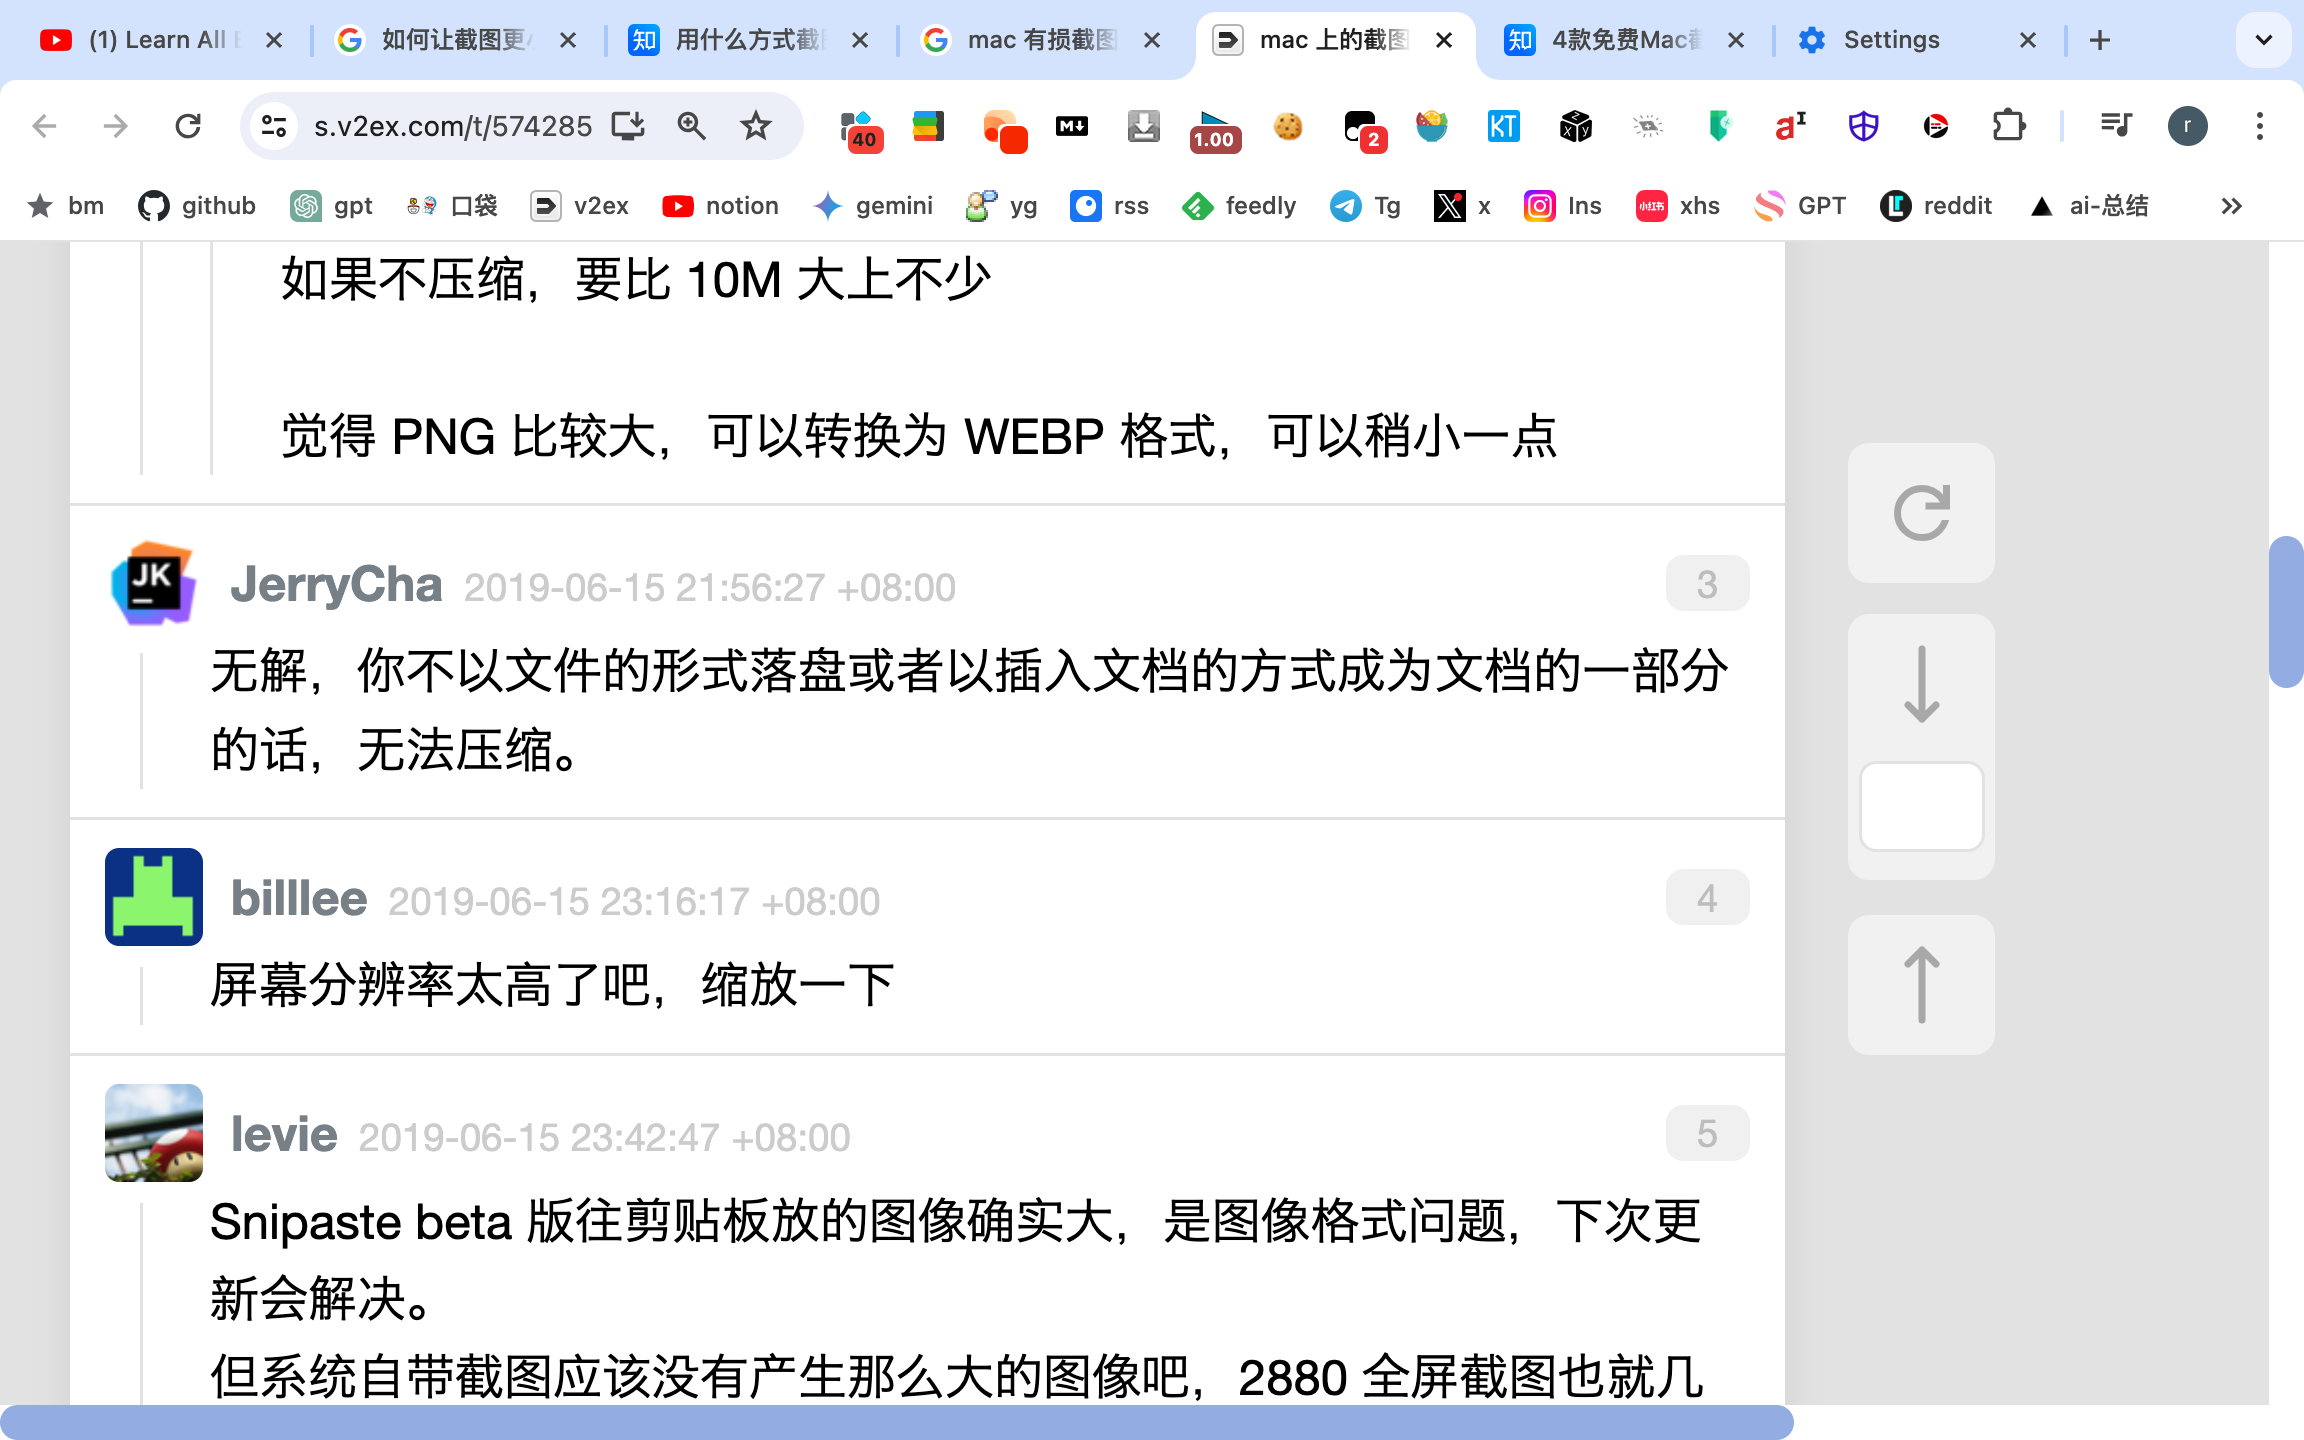 (1) Learn All
如何让截图更
用什么方式截
mac 有损截图
mac 上的截图
4款免费Mac
Settings
s.v2ex.com/t/574285
40
1.00
2
KT
r
bm
github
gpt
口袋
v2ex
notion
gemini
yg
rss
feedly
Tg
x
Ins
xhs
GPT
reddit
ai-总结
如果不压缩，要比 10M 大上不少
觉得 PNG 比较大，可以转换为 WEBP 格式，可以稍小一点
JerryCha 2019-06-15 21:56:27 +08:00
3
无解，你不以文件的形式落盘或者以插入文档的方式成为文档的一部分
的话，无法压缩。
billlee 2019-06-15 23:16:17 +08:00
4
屏幕分辨率太高了吧，缩放一下
levie 2019-06-15 23:42:47 +08:00
5
Snipaste beta 版往剪贴板放的图像确实大，是图像格式问题，下次更
新会解决。
但系统自带截图应该没有产生那么大的图像吧，2880 全屏截图也就几